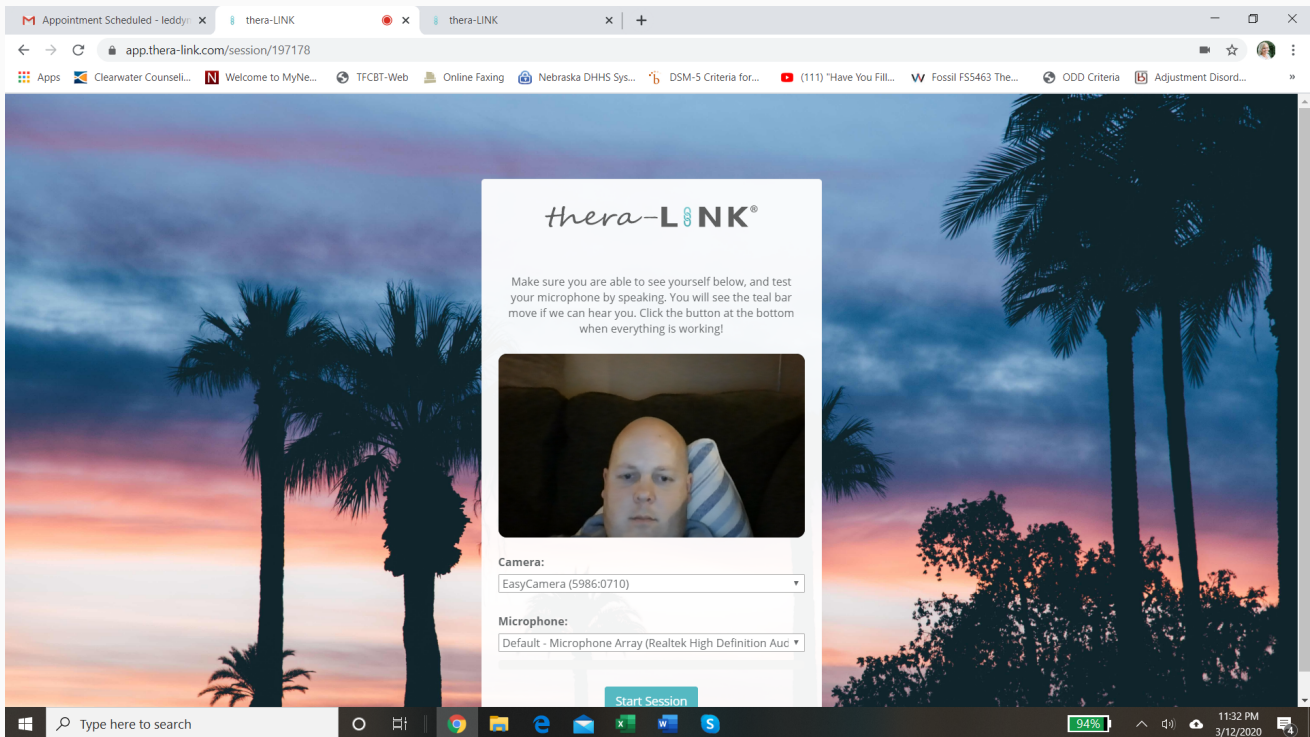 Appointment Scheduled - leddyn
thera-LINK
thera-LINK
app.thera-link.com/session/197178
Apps
Clearwater Counseli...
Welcome to MyNe...
TFCBT-Web
Online Faxing
Nebraska DHHS Sys...
DSM-5 Criteria for...
(111) "Have You Fill...
Fossil FS5463 The...
ODD Criteria
Adjustment Disord...
»
thera-LINK®
Make sure you are able to see yourself below, and test
your microphone by speaking. You will see the teal bar
move if we can hear you. Click the button at the bottom
when everything is working!
Camera:
EasyCamera (5986:0710)
Microphone:
Default - Microphone Array (Realtek High Definition Aud
Start Session
Type here to search
94%
11:32 PM
3/12/2020
4